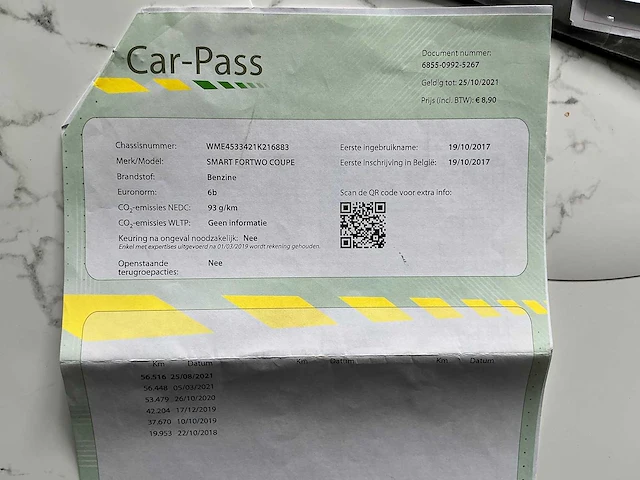 Car-Pass
Document nummer:
6855-0992-5267
Geldig tot: 25/10/2021
Prijs (incl. BTW): € 8,90
Chassisnummer: WME4533421K216883
Merk/Model: SMART FORTWO COUPE
Brandstof: Benzine
Euronorm: 6b
CO2-emissies NEDC: 93 g/km
CO2-emissies WLTP: Geen informatie
Keuring na ongeval noodzakelijk: Nee
Enkel met expertises uitgevoerd na 01/03/2019 wordt rekening gehouden.
Openstaande
terugroepacties: Nee
Eerste ingebruikname: 19/10/2017
Eerste inschrijving in België: 19/10/2017
Scan de QR code voor extra info:
Km Datum Km Datum Km Datum
56.516 25/08/2021
56.448 05/03/2021
53.479 26/10/2020
42.204 17/12/2019
37.670 10/10/2019
19.953 22/10/2018